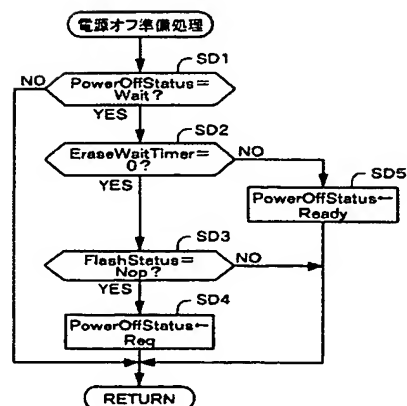 電源オフ準備処理
SD1
NO
PowerOffStatus=
Wait?
YES
SD2
EraseWaitTimer=
0?
NO
YES
SD5
PowerOffStatus←
Ready
SD3
FlashStatus=
Nop?
NO
YES
SD4
PowerOffStatus←
Req
RETURN